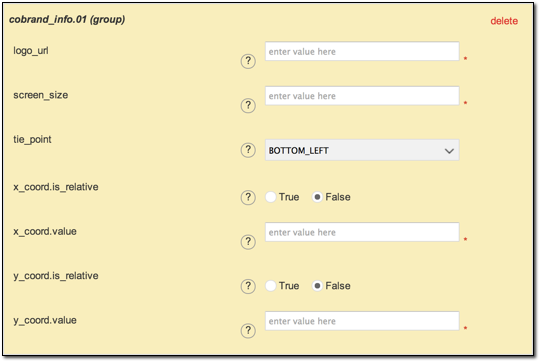 cobrand_info.01 (group) delete
logo_url ? enter value here *
screen_size ? enter value here *
tie_point ? BOTTOM_LEFT
x_coord.is_relative ? True False
x_coord.value ? enter value here *
y_coord.is_relative ? True False
y_coord.value ? enter value here *